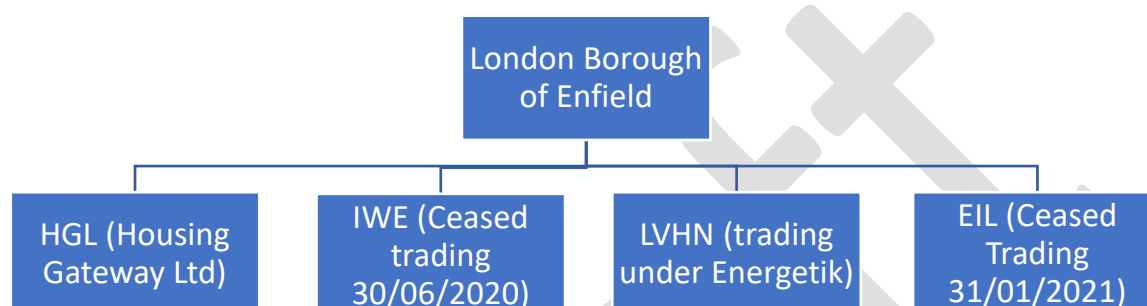 London Borough
of Enfield
HGL (Housing
Gateway Ltd)
IWE (Ceased
trading
30/06/2020)
LVHN (trading
under Energetik)
EIL (Ceased
Trading
31/01/2021)